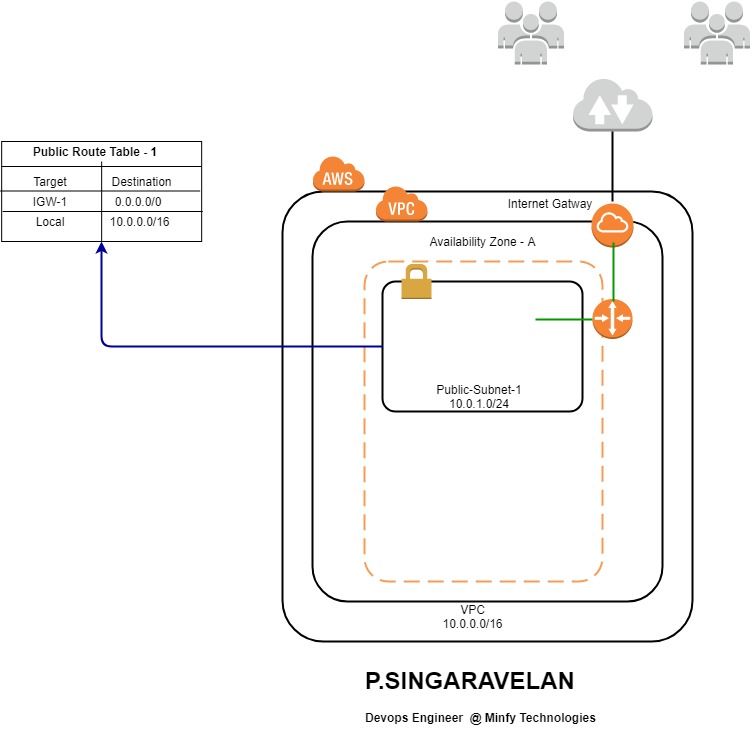 Public Route Table - 1
Target Destination
IGW-1 0.0.0.0/0
Local 10.0.0.0/16
AWS
VPC
Internet Gatway
Availability Zone - A
Public-Subnet-1
10.0.1.0/24
VPC
10.0.0.0/16
P.SINGARAVELAN
Devops Engineer @ Minfy Technologies